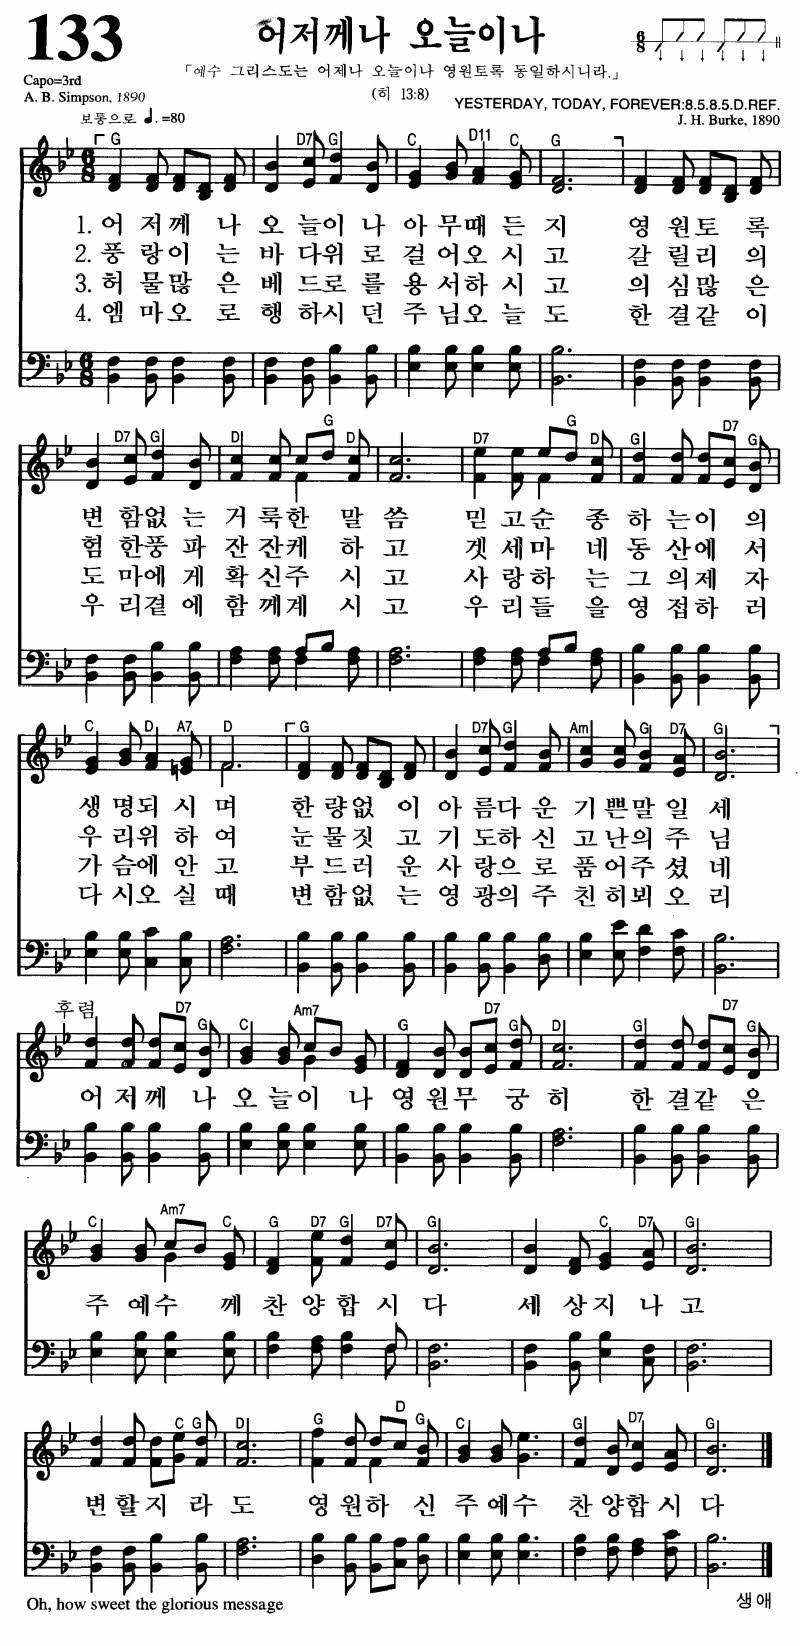 133
어저께나 오늘이나
「예수 그리스도는 어제나 오늘이나 영원토록 동일하시니라.」
(히 13:8)
Capo=3rd
A. B. Simpson, 1890
YESTERDAY, TODAY, FOREVER:8.5.8.5.D.REF.
J. H. Burke, 1890
보통으로 ♩.=80
6/8
G D7 G C D11 C G
1. 어 저께 나 오 늘이 나 아 무때 든 지 영 원토 록
2. 풍 랑이 는 바 다위 로 걸 어오 시 고 갈 릴리 의
3. 허 물많 은 베 드로 를 용 서하 시 고 의 심많 은
4. 엠 마오 로 행 하시 던 주 님오 늘 도 한 결같 이
D7 G D G D D7 G D G D7 G
변 함없 는 거 룩한 말 씀 믿 고순 종 하 는이 의
험 한풍 파 잔 잔케 하 고 겟 세마 네 동 산에 서
도 마에 게 확 신주 시 고 사 랑하 는 그 의제 자
우 리곁 에 함 께계 시 고 우 리들 을 영 접하 러
C D A7 D G D7 G Am G D7 G
생 명되 시 며 한 량없 이 아 름다 운 기 쁜말 일 세
우 리위 하 여 눈 물짓 고 기 도하 신 고 난의 주 님
가 슴에 안 고 부 드러 운 사 랑으 로 품 어주 셨 네
다 시오 실 때 변 함없 는 영 광의 주 친 히뵈 오 리
후렴
D7 G C Am7 G D7 G D G D7 G
어 저께 나 오 늘이 나 영 원무 궁 히 한 결같 은
C Am7 C G D7 G D7 G C G D7 G
주 예수 께 찬 양합 시 다 세 상지 나 고
C G D G D C G D7 G
변 할지 라 도 영 원하 신 주 예수 찬 양합 시 다
Oh, how sweet the glorious message
생애